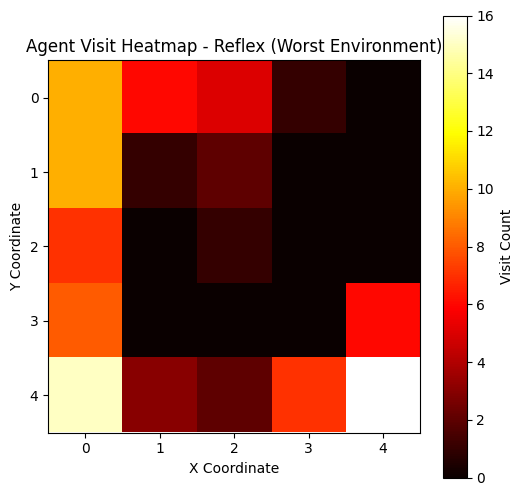 Agent Visit Heatmap - Reflex (Worst Environment)
0
1
2
3
4
Y Coordinate
0 1 2 3 4
X Coordinate
16
14
12
10
8
6
4
2
0
Visit Count